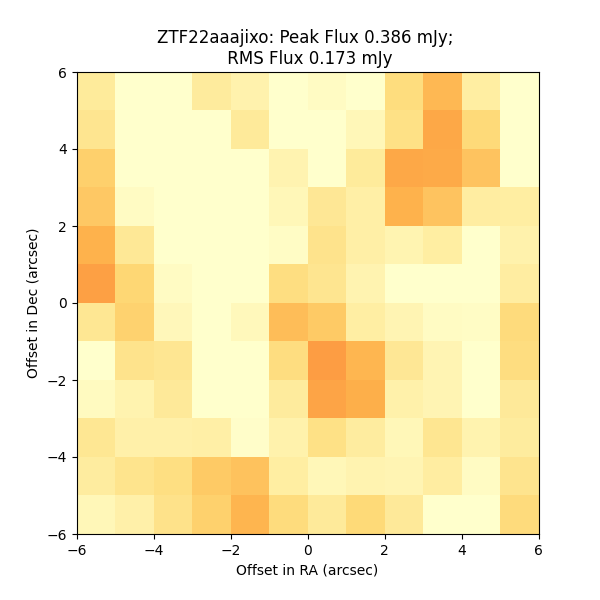 ZTF22aaajixo: Peak Flux 0.386 mJy;
RMS Flux 0.173 mJy
6
4
2
0
−2
−4
−6
Offset in Dec (arcsec)
−6 −4 −2 0 2 4 6
Offset in RA (arcsec)